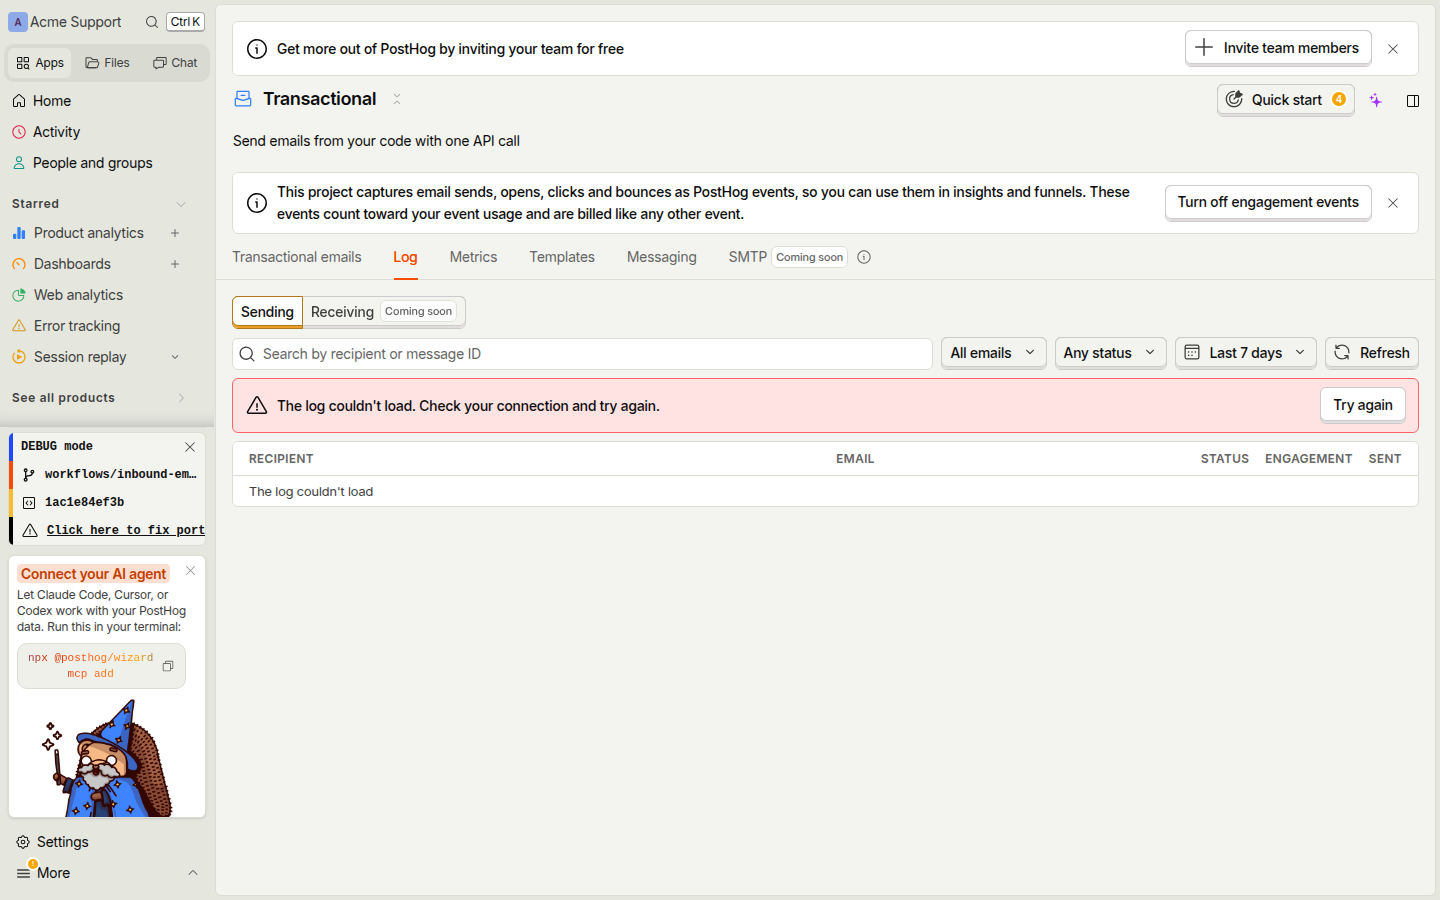 A Acme Support Ctrl K
Apps Files Chat
Home
Activity
People and groups
Starred
Product analytics
Dashboards
Web analytics
Error tracking
Session replay
See all products
DEBUG mode
workflows/inbound-em…
1ac1e84ef3b
Click here to fix port
Connect your AI agent
Let Claude Code, Cursor, or
Codex work with your PostHog
data. Run this in your terminal:
npx @posthog/wizard
mcp add
Settings
More
Get more out of PostHog by inviting your team for free
Invite team members
Transactional
Quick start 4
Send emails from your code with one API call
This project captures email sends, opens, clicks and bounces as PostHog events, so you can use them in insights and funnels. These
events count toward your event usage and are billed like any other event.
Turn off engagement events
Transactional emails Log Metrics Templates Messaging SMTP Coming soon
Sending Receiving Coming soon
Search by recipient or message ID
All emails Any status Last 7 days Refresh
The log couldn't load. Check your connection and try again.
Try again
RECIPIENT EMAIL STATUS ENGAGEMENT SENT
The log couldn't load